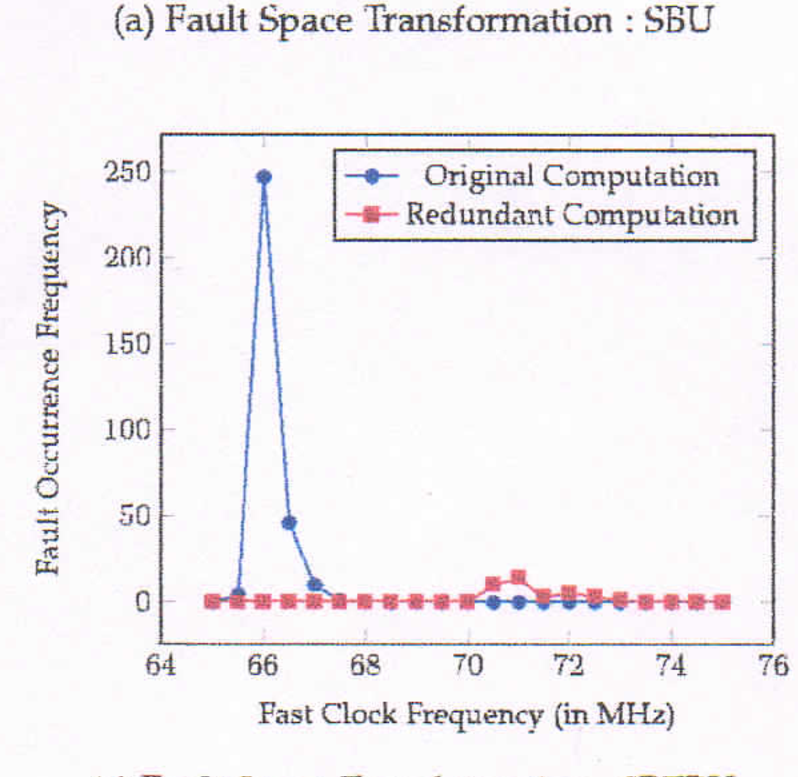 (a) Fault Space Transformation : SBU
250
200
150
100
50
0
Fault Occurrence Frequency
Original Computation
Redundant Computation
64 66 68 70 72 74 76
Fast Clock Frequency (in MHz)